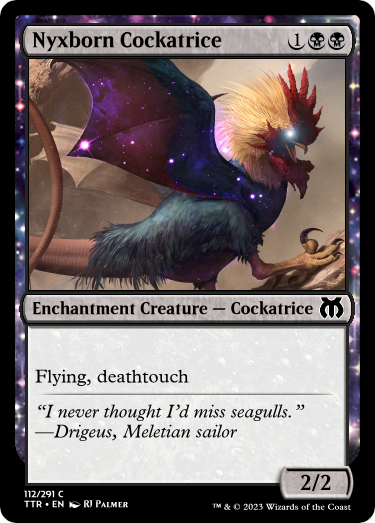 Nyxborn Cockatrice 1
Enchantment Creature — Cockatrice
Flying, deathtouch
“I never thought I’d miss seagulls.”
—Drigeus, Meletian sailor
2/2
112/291 C
TTR • EN RJ PALMER
™ & © 2023 Wizards of the Coast